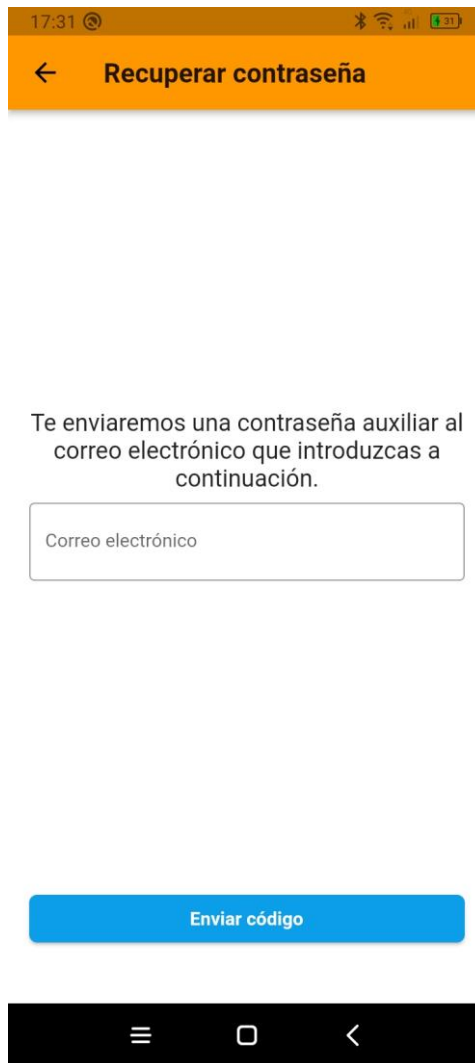 17:31
31
Recuperar contraseña
Te enviaremos una contraseña auxiliar al
correo electrónico que introduzcas a
continuación.
Correo electrónico
Enviar código